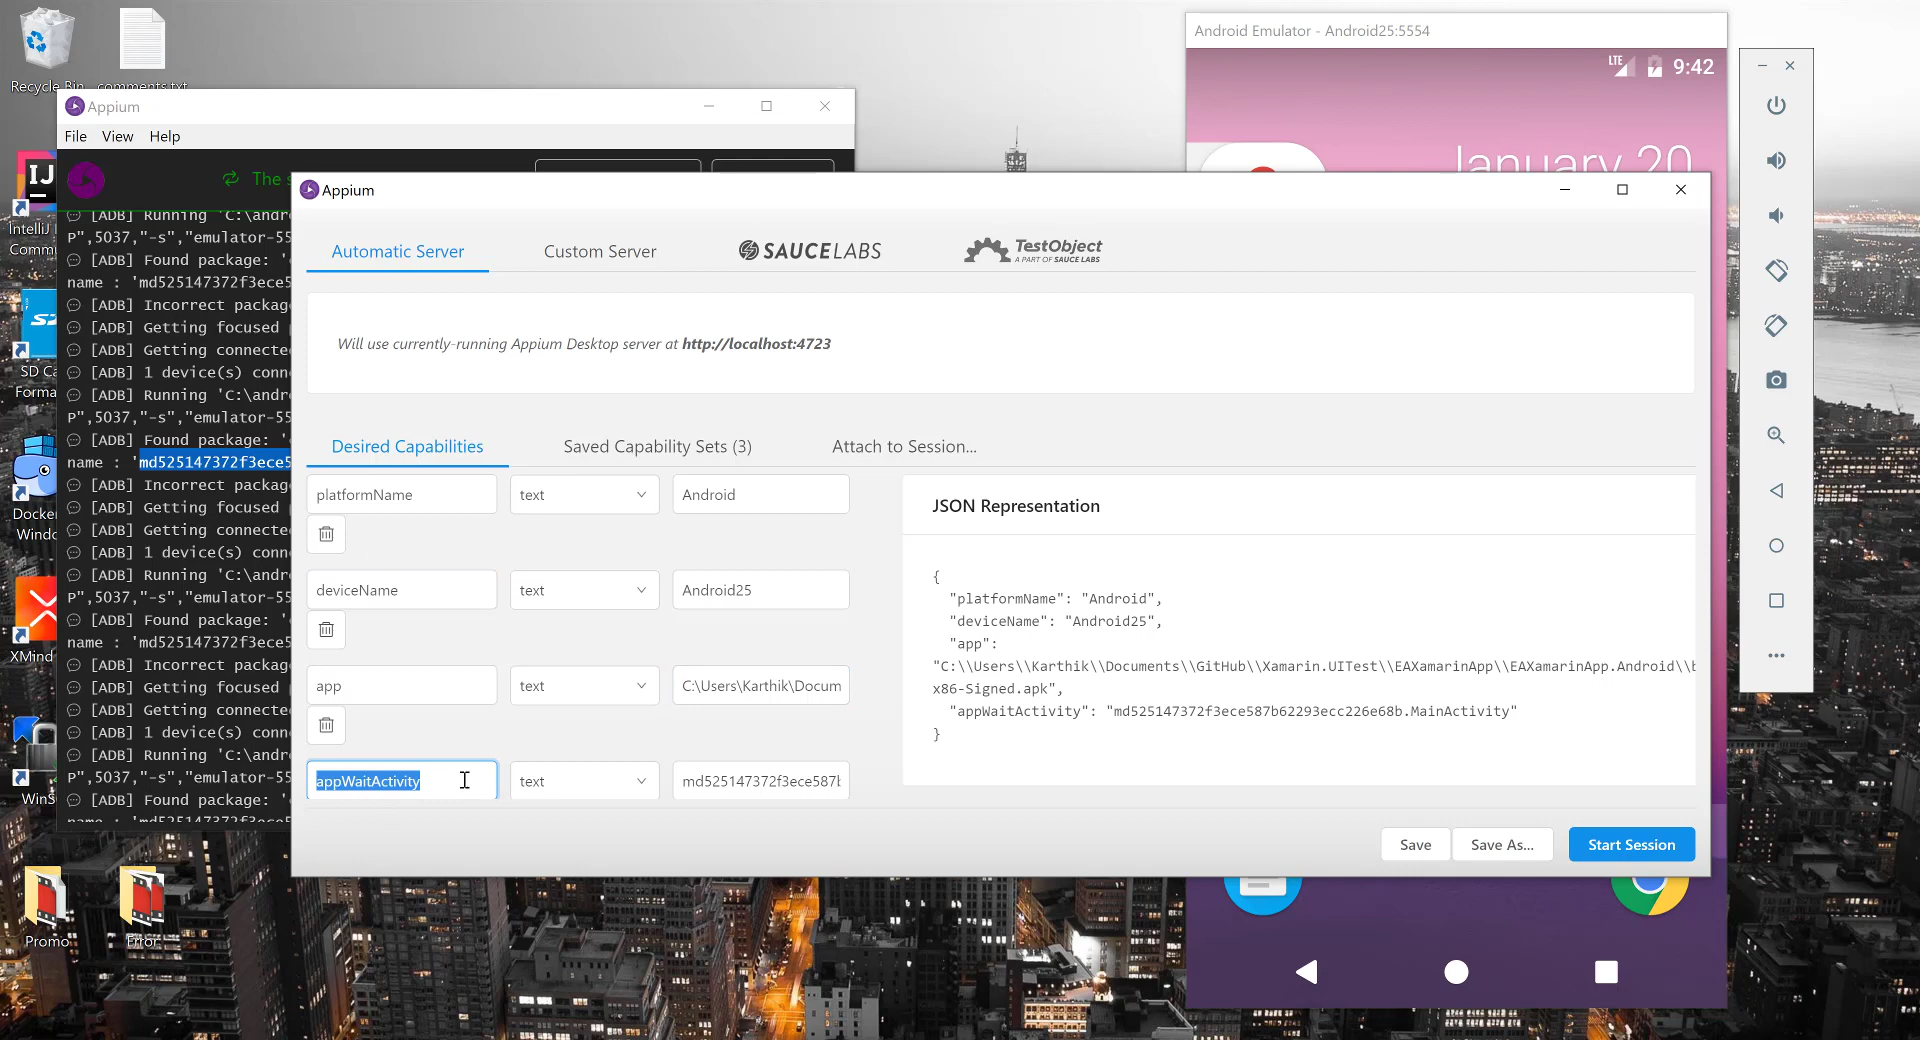 Recycle Bin
comments.txt
Android Emulator - Android25:5554
LTE
9:42
January 20
Appium
File View Help
The s
IJ
IntelliJ
Comm
SD Ca
Forma
Docke
Windo
XMind
WinS
Promo
Error
[ADB] Running 'C:\andr
P",5037,"-s","emulator-55
[ADB] Found package: '
name : 'md525147372f3ece5
[ADB] Incorrect packag
[ADB] Getting focused
[ADB] Getting connecte
[ADB] 1 device(s) conn
[ADB] Running 'C:\andr
P",5037,"-s","emulator-55
[ADB] Found package: '
name : 'md525147372f3ece5
[ADB] Incorrect packag
[ADB] Getting focused
[ADB] Getting connecte
[ADB] 1 device(s) conn
[ADB] Running 'C:\andr
P",5037,"-s","emulator-55
[ADB] Found package: '
name : 'md525147372f3ece5
[ADB] Incorrect packag
[ADB] Getting focused
[ADB] Getting connecte
[ADB] 1 device(s) conn
[ADB] Running 'C:\andr
P",5037,"-s","emulator-55
[ADB] Found package: '
name : 'md525147372f3ece5
Appium
Automatic Server
Custom Server
SAUCELABS
TestObject
A PART OF SAUCE LABS
Will use currently-running Appium Desktop server at http://localhost:4723
Desired Capabilities
Saved Capability Sets (3)
Attach to Session...
platformName text Android
deviceName text Android25
app text C:\Users\Karthik\Docum
appWaitActivity text md525147372f3ece587b
JSON Representation
{
"platformName": "Android",
"deviceName": "Android25",
"app":
"C:\\Users\\Karthik\\Documents\\GitHub\\Xamarin.UITest\\EAXamarinApp\\EAXamarinApp.Android\\b
x86-Signed.apk",
"appWaitActivity": "md525147372f3ece587b62293ecc226e68b.MainActivity"
}
Save
Save As...
Start Session